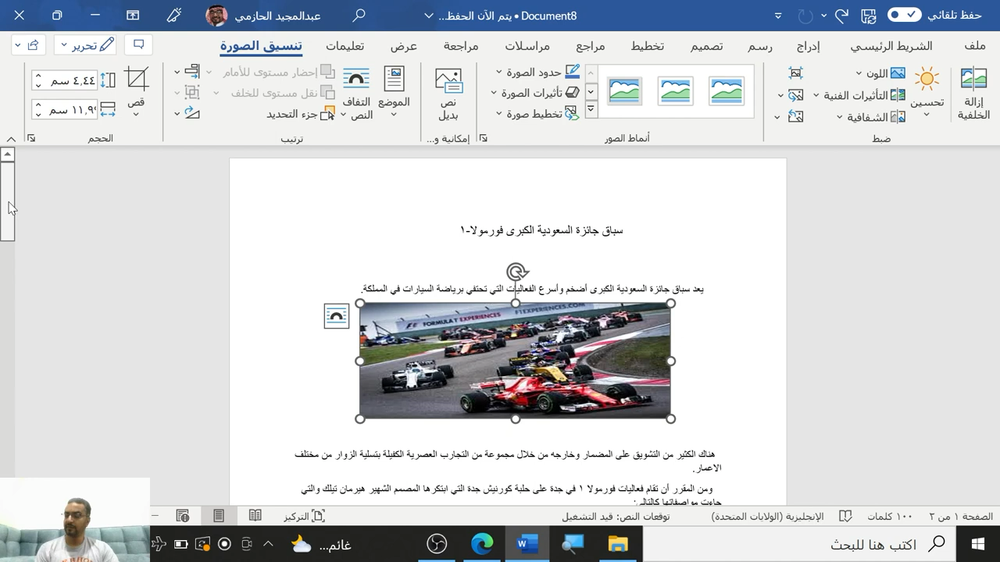 حفظ تلقائي
Document8 • يتم الآن الحفظ...
عبدالمجيد الحازمي
ملف
الشريط الرئيسي
إدراج
رسم
تصميم
تخطيط
مراجع
مراسلات
مراجعة
عرض
تعليمات
تنسيق الصورة
تحرير
إزالة الخلفية
تحسين
اللون
التأثيرات الفنية
الشفافية
ضبط
حدود الصورة
تأثيرات الصورة
تخطيط صورة
أنماط الصور
نص بديل
إمكانية و...
الموضع
التفاف النص
إحضار مستوى للأمام
نقل مستوى للخلف
جزء التحديد
ترتيب
قص
٤,٤٤ سم
الحجم
سباق جائزة السعودية الكبرى فورمولا-١
يعد سباق جائزة السعودية الكبرى أضخم وأسرع الفعاليات التي تحتفي برياضة السيارات في المملكة.
FORMULA 1 EXPERIENCES
F1EXPERIENCES.COM
هناك الكثير من التشويق على المضمار وخارجه من خلال مجموعة من التجارب العصرية الكفيلة بتسلية الزوار من مختلف
الاعمار.
ومن المقرر أن تقام فعاليات فورمولا ١ في جدة على حلبة كورنيش جدة التي ابتكرها المصمم الشهير هيرمان تيلك والتي
جاءت مواصفاتها كالتالي:
الصفحة ١ من ٢
١٠٠ كلمات
الإنجليزية (الولايات المتحدة)
توقعات النص: قيد التشغيل
التركيز
اكتب هنا للبحث
غائم...